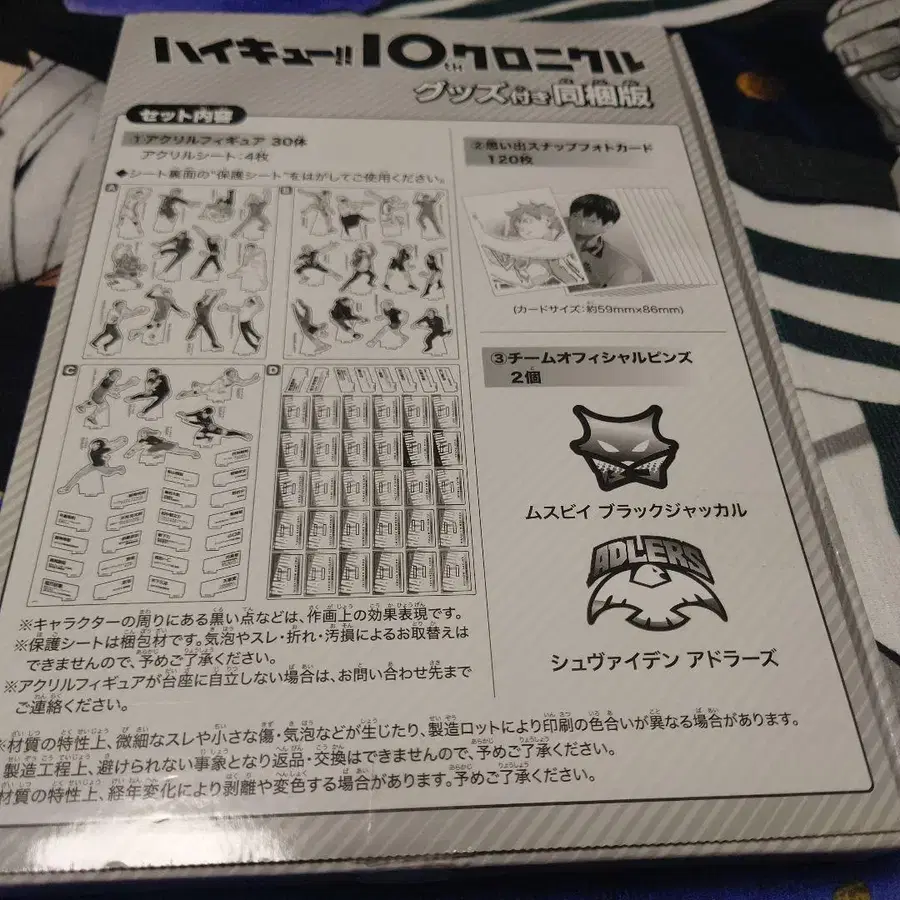 ハイキュー!! 10th クロニクル
グッズ付き同梱版
セット内容
①アクリルフィギュア 30体
アクリルシート:4枚
◆シート裏面の"保護シート"をはがしてご使用ください。
A
B
C
D
②思い出スナップフォトカード
120枚
(カードサイズ:約59mm×86mm)
③チームオフィシャルピンズ
2個
ムスビイ ブラックジャッカル
ADLERS
シュヴァイデン アドラーズ
※キャラクターの周りにある黒い点などは、作画上の効果表現です。
※保護シートは梱包材です。気泡やスレ・折れ・汚損によるお取替えは
できませんので、予めご了承ください。
※アクリルフィギュアが台座に自立しない場合は、お問い合わせ先まで
ご連絡ください。
※材質の特性上、微細なスレや小さな傷・気泡などが生じたり、製造ロットにより印刷の色合いが異なる場合があります。
製造工程上、避けられない事象となり返品・交換はできませんので、予めご了承ください。
材質の特性上、経年変化により剥離や変色する場合があります。予めご了承ください。